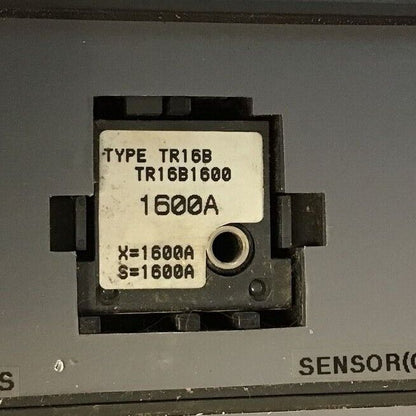 TYPE TR16B
TR16B1600
1600A
X=1600A
S=1600A
S SENSOR(